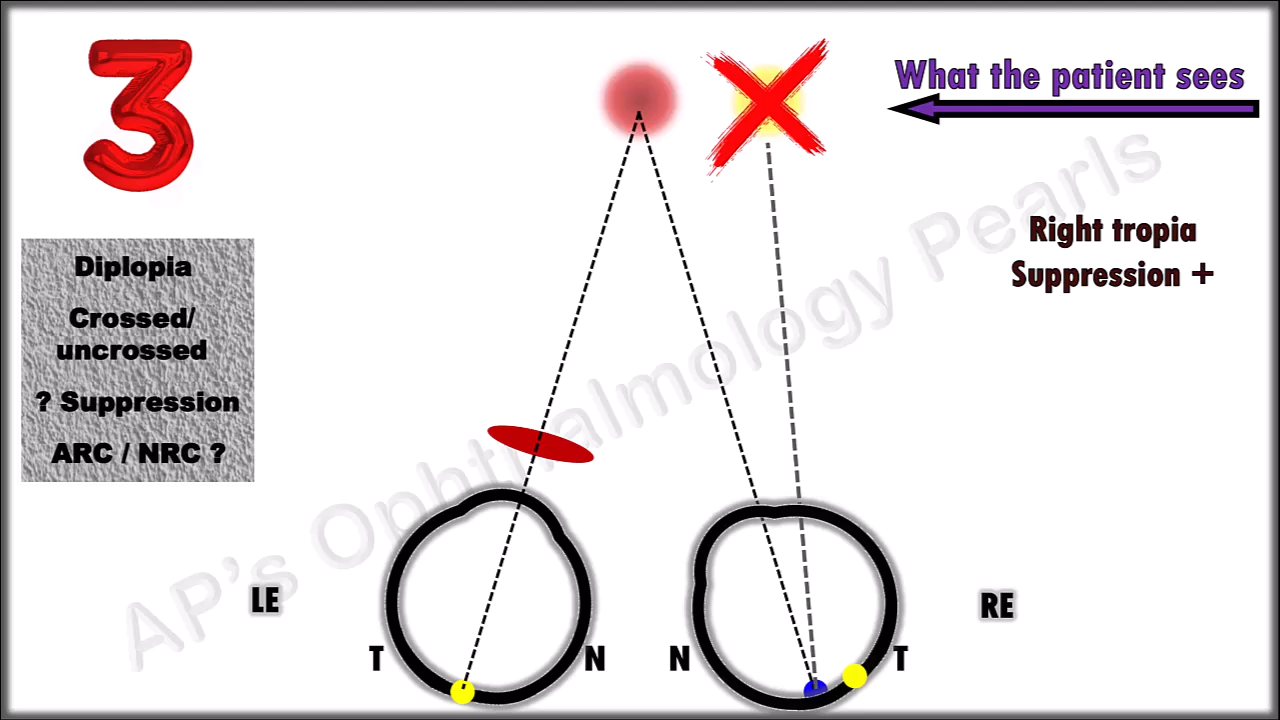 3
What the patient sees
Right tropia
Suppression +
Diplopia
Crossed/
uncrossed
? Suppression
ARC / NRC ?
AP's Ophthalmology Pearls
LE
RE
T
N
N
T